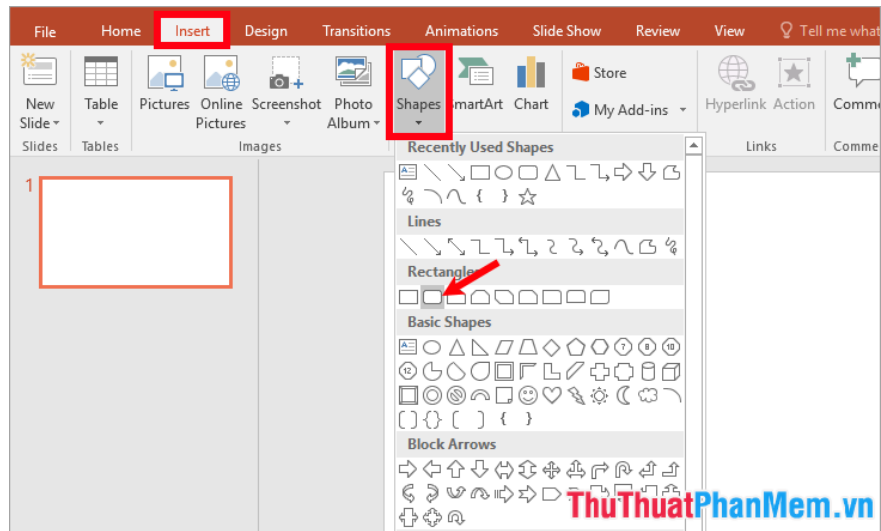 File Home Insert Design Transitions Animations Slide Show Review View Tell me what
New Slide Table Pictures Online Pictures Screenshot Photo Album Shapes SmartArt Chart Store Hyperlink Action
My Add-ins
Slides Tables Images Links
Recently Used Shapes
1
Lines
Rectangles
Basic Shapes
Block Arrows
ThuThuatPhanMem.vn